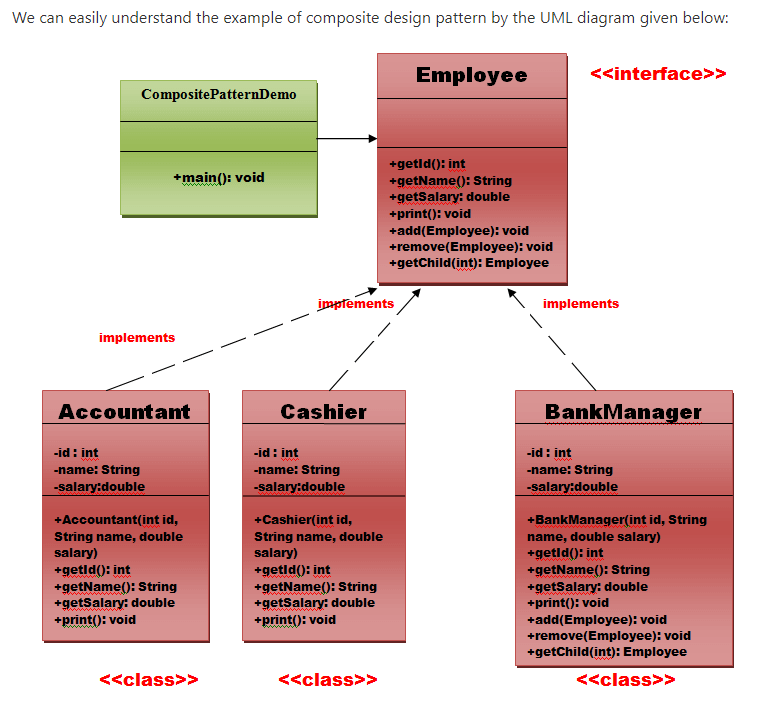 We can easily understand the example of composite design pattern by the UML diagram given below:
CompositePatternDemo
+main(): void
Employee
<<interface>>
+getId(): int
+getName(): String
+getSalary: double
+print(): void
+add(Employee): void
+remove(Employee): void
+getChild(int): Employee
implements
implements
implements
Accountant
-id : int
-name: String
-salary:double
+Accountant(int id,
String name, double
salary)
+getId(): int
+getName(): String
+getSalary: double
+print(): void
<<class>>
Cashier
-id : int
-name: String
-salary:double
+Cashier(int id,
String name, double
salary)
+getId(): int
+getName(): String
+getSalary: double
+print(): void
<<class>>
BankManager
-id : int
-name: String
-salary:double
+BankManager(int id, String
name, double salary)
+getId(): int
+getName(): String
+getSalary: double
+print(): void
+add(Employee): void
+remove(Employee): void
+getChild(int): Employee
<<class>>